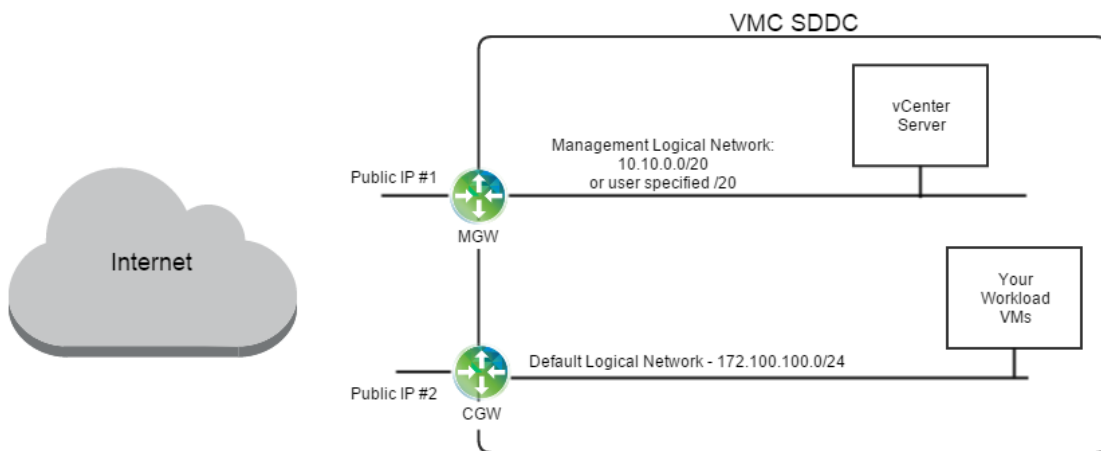 VMC SDDC
vCenter
Server
Management Logical Network:
10.10.0.0/20
or user specified /20
Public IP #1
MGW
Internet
Your
Workload
VMs
Default Logical Network - 172.100.100.0/24
Public IP #2
CGW